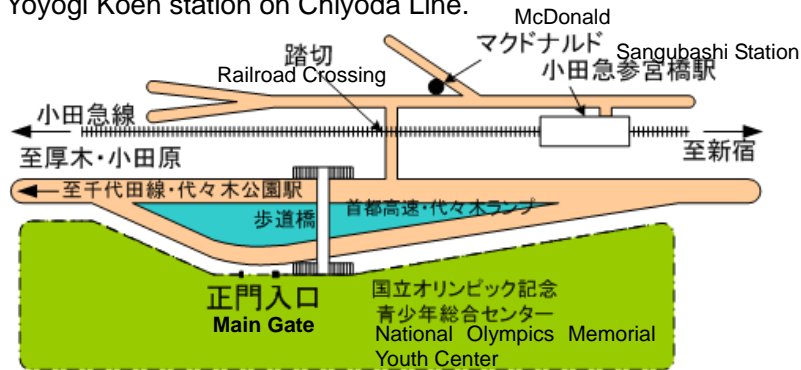 Yoyogi Koen station on Chiyoda Line.
McDonald
マクドナルド
踏切
Railroad Crossing
Sangubashi Station
小田急参宮橋駅
小田急線
至厚木・小田原
至新宿
至千代田線・代々木公園駅
歩道橋
首都高速・代々木ランプ
正門入口
Main Gate
国立オリンピック記念
青少年総合センター
National Olympics Memorial
Youth Center